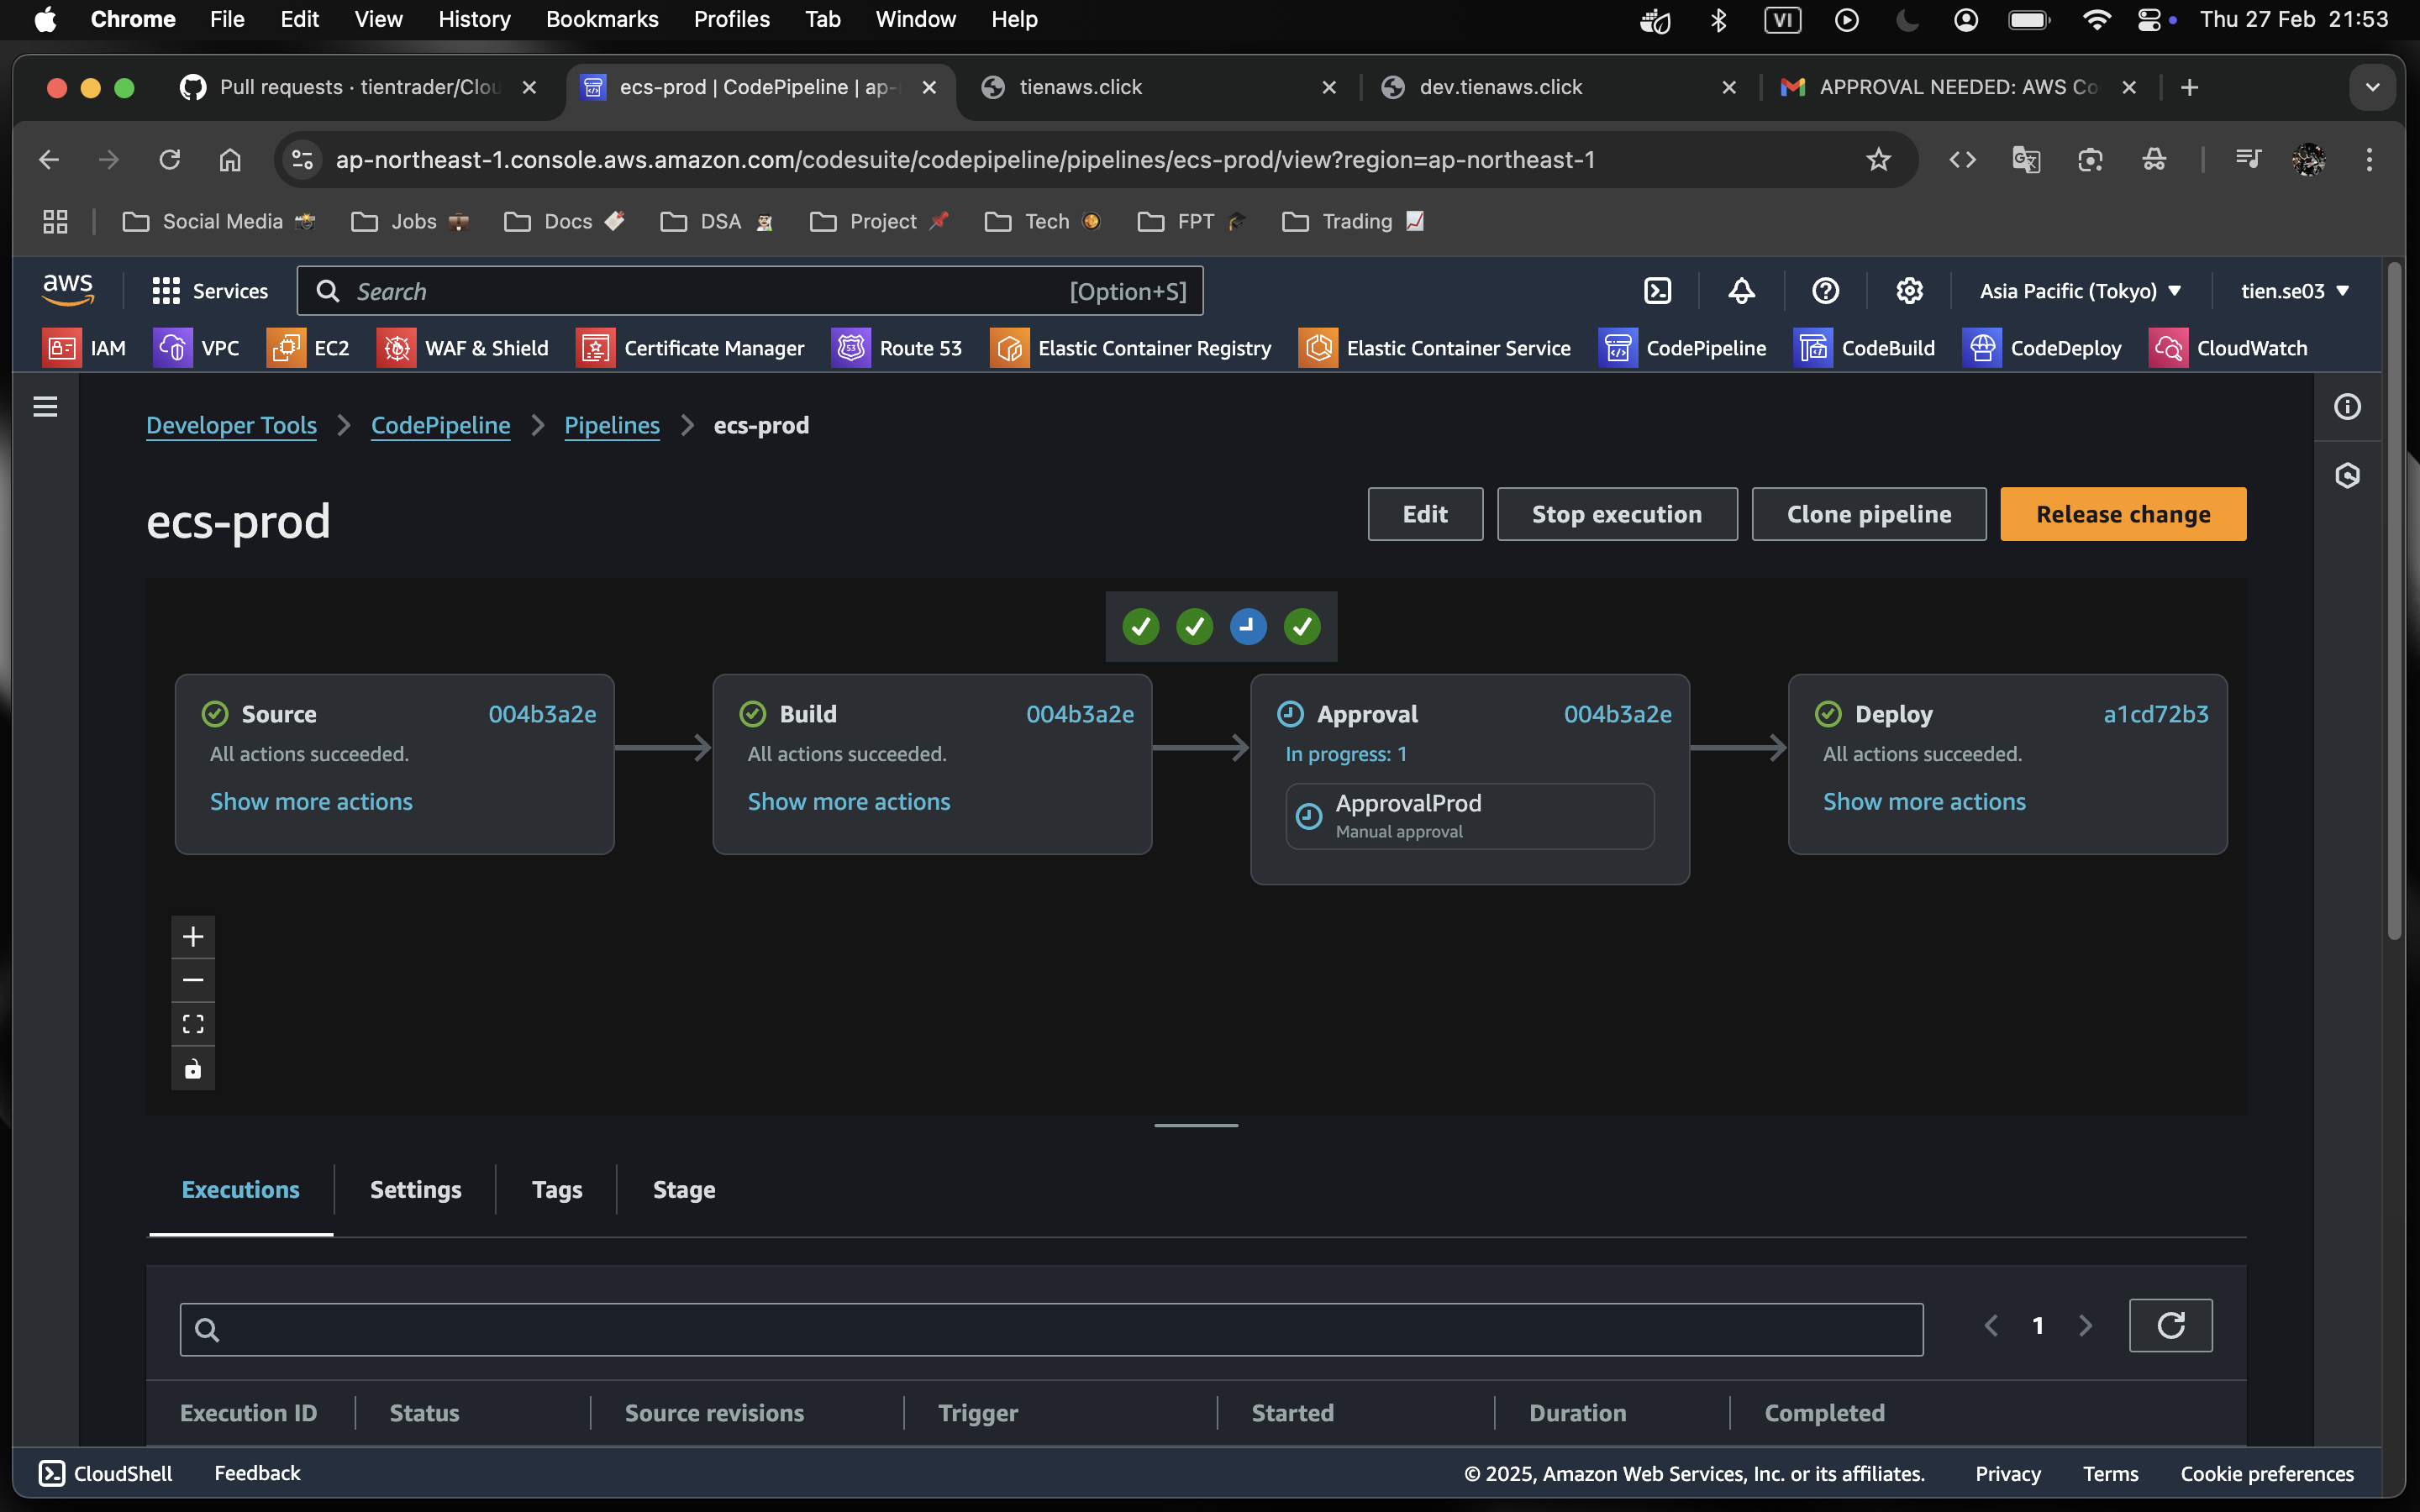 Chrome File Edit View History Bookmarks Profiles Tab Window Help VI Thu 27 Feb 21:53
Pull requests · tientrader/Clou ecs-prod | CodePipeline | ap- tienaws.click dev.tienaws.click APPROVAL NEEDED: AWS Co
ap-northeast-1.console.aws.amazon.com/codesuite/codepipeline/pipelines/ecs-prod/view?region=ap-northeast-1
Social Media Jobs Docs DSA Project Tech FPT Trading
aws Services Search [Option+S] Asia Pacific (Tokyo) tien.se03
IAM VPC EC2 WAF & Shield Certificate Manager 53 Route 53 Elastic Container Registry Elastic Container Service CodePipeline CodeBuild CodeDeploy CloudWatch
Developer Tools CodePipeline Pipelines ecs-prod
ecs-prod Edit Stop execution Clone pipeline Release change
Source 004b3a2e
All actions succeeded.
Show more actions
Build 004b3a2e
All actions succeeded.
Show more actions
Approval 004b3a2e
In progress: 1
ApprovalProd
Manual approval
Deploy a1cd72b3
All actions succeeded.
Show more actions
Executions Settings Tags Stage
1
Execution ID Status Source revisions Trigger Started Duration Completed
CloudShell Feedback © 2025, Amazon Web Services, Inc. or its affiliates. Privacy Terms Cookie preferences